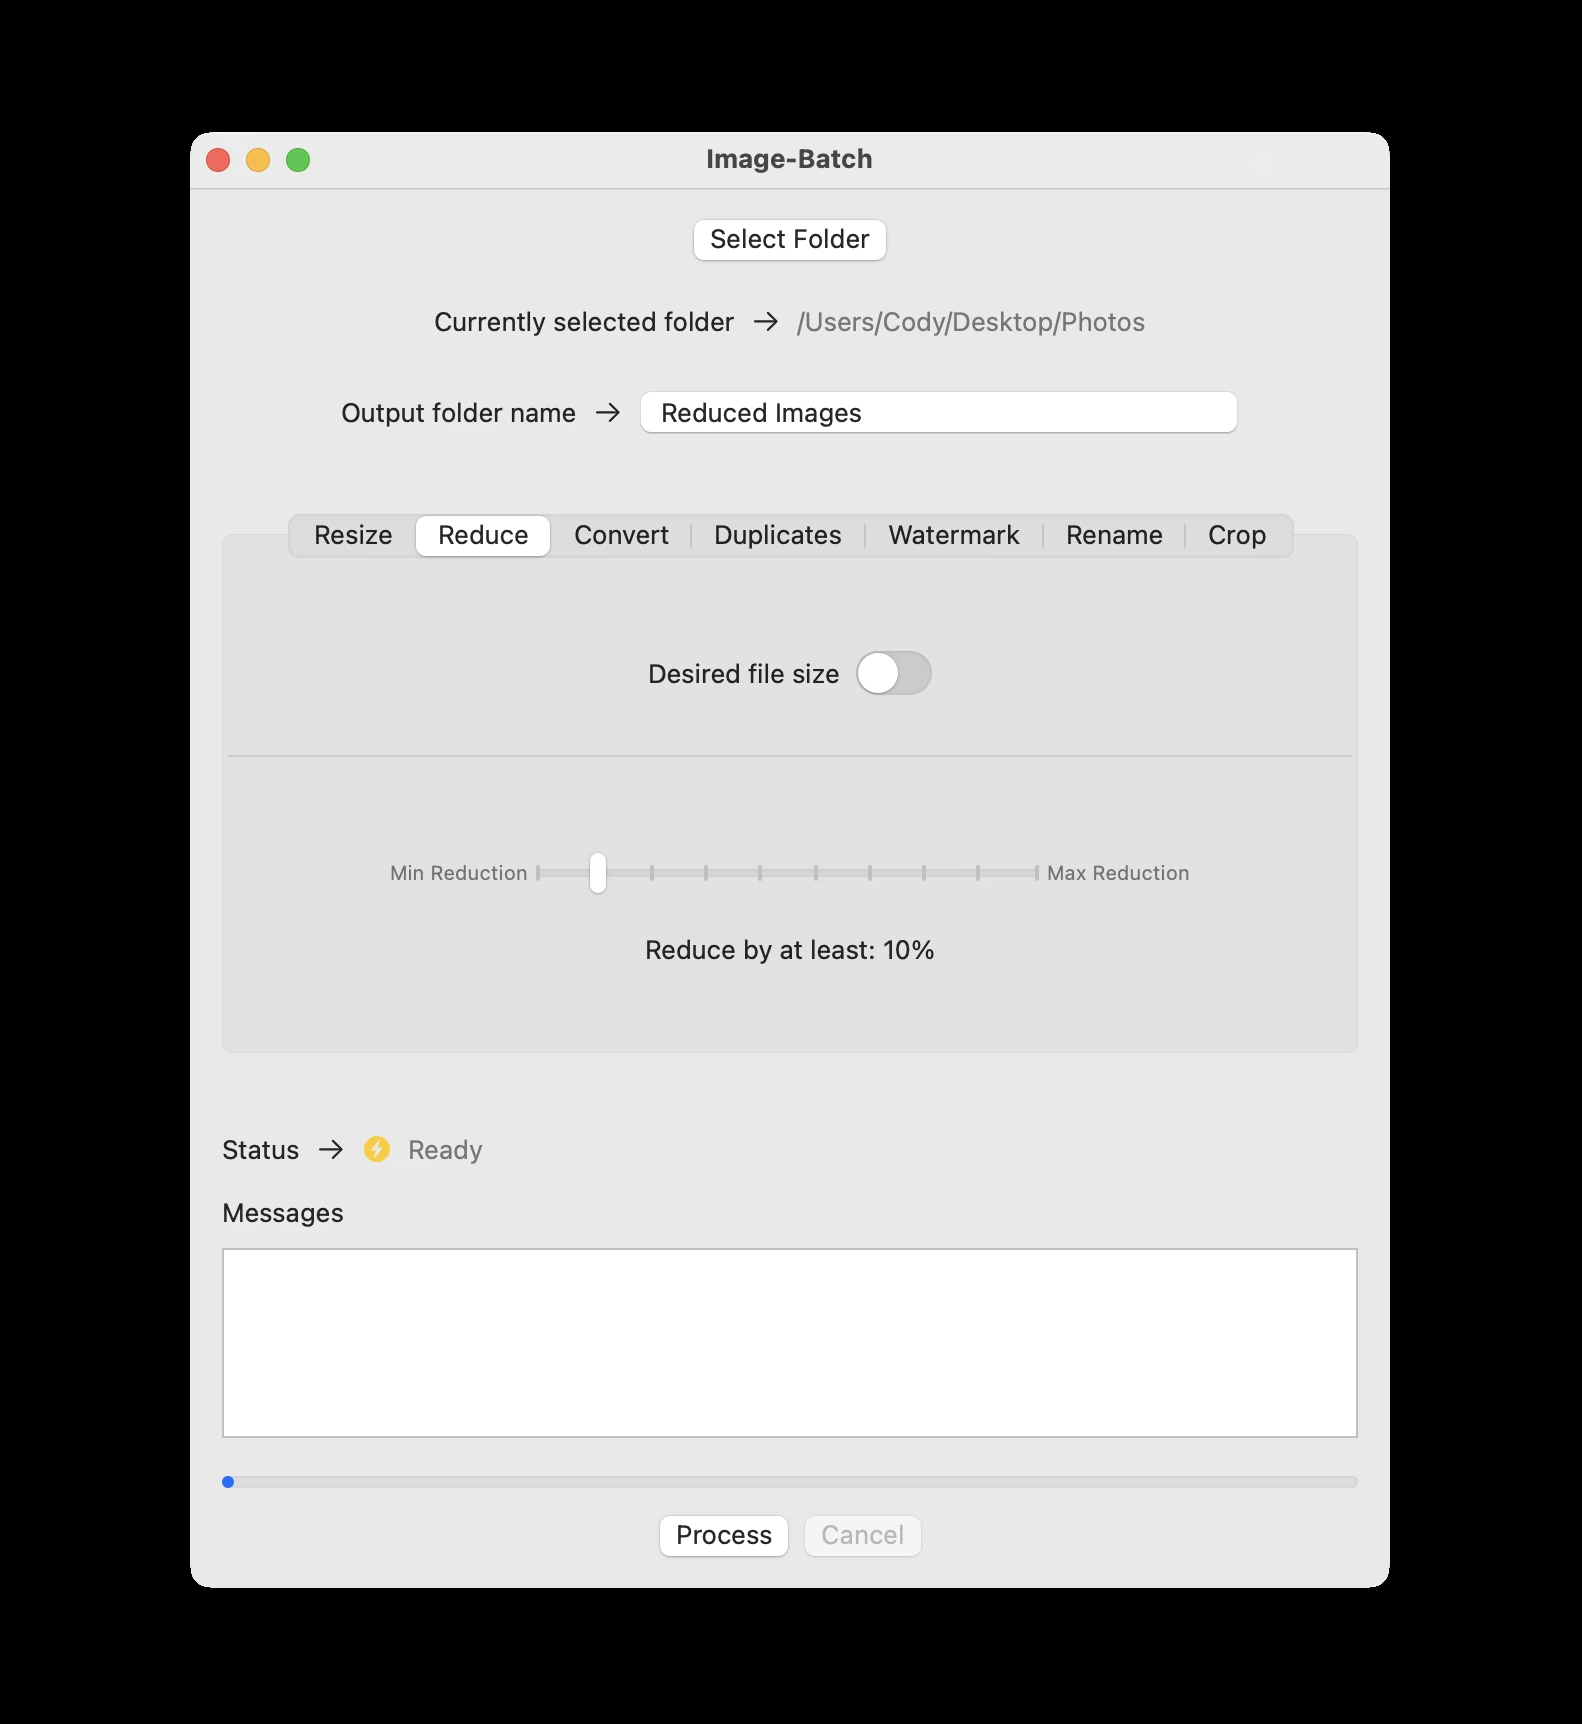 Image-Batch
Select Folder
Currently selected folder → /Users/Cody/Desktop/Photos
Output folder name → Reduced Images
Resize Reduce Convert Duplicates Watermark Rename Crop
Desired file size
Min Reduction Max Reduction
Reduce by at least: 10%
Status → Ready
Messages
Process Cancel